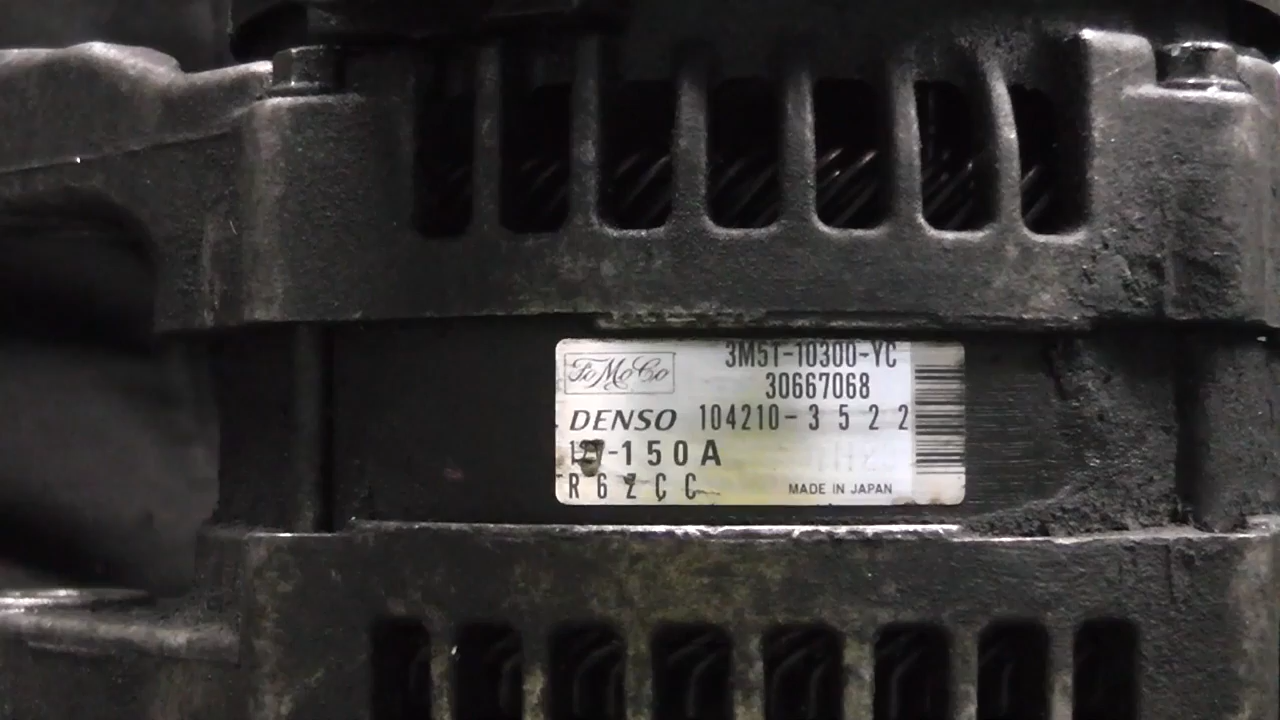 FoMoCo
3M5T-10300-YC
30667068
DENSO 104210-3522
12V-150A
R6ZCC
MADE IN JAPAN